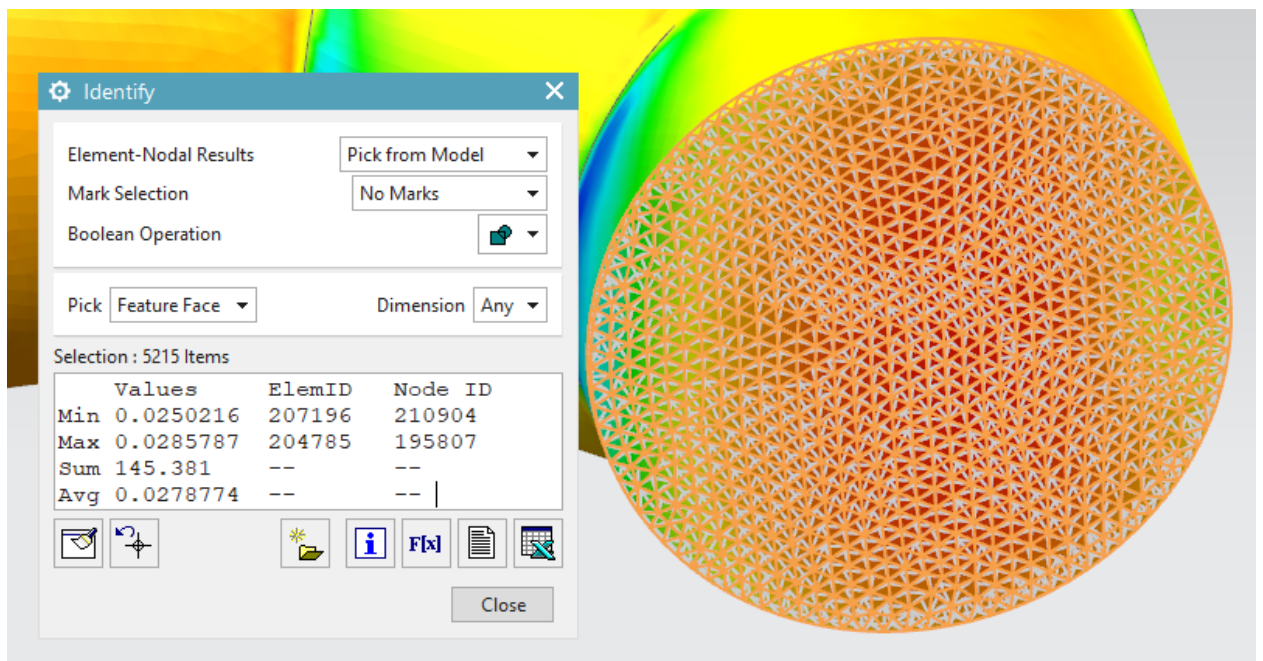 Identify
Element-Nodal Results Pick from Model
Mark Selection No Marks
Boolean Operation
Pick Feature Face Dimension Any
Selection : 5215 Items
Values ElemID Node ID
Min 0.0250216 207196 210904
Max 0.0285787 204785 195807
Sum 145.381 -- --
Avg 0.0278774 -- --
i F[x]
Close